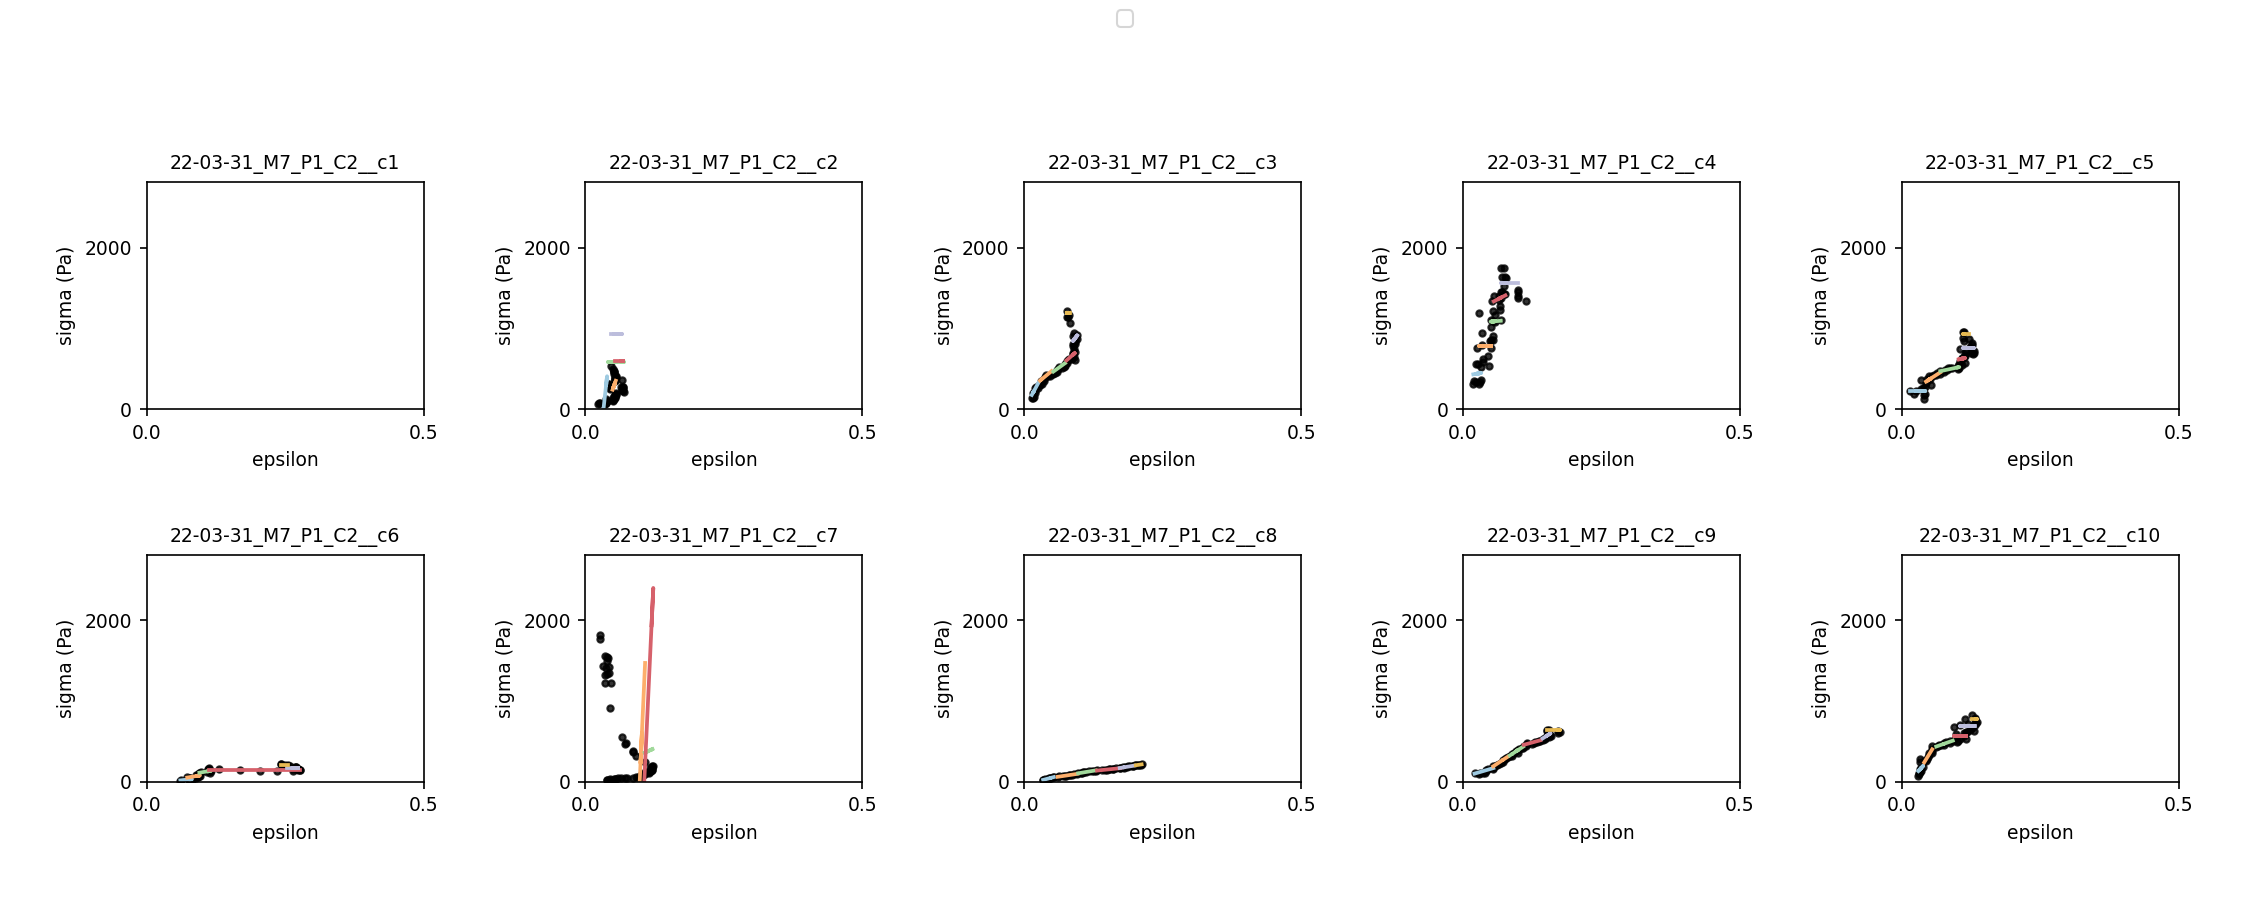 22-03-31_M7_P1_C2__c1
22-03-31_M7_P1_C2__c2
22-03-31_M7_P1_C2__c3
22-03-31_M7_P1_C2__c4
22-03-31_M7_P1_C2__c5
sigma (Pa)
2000
0
0.0
0.5
epsilon
sigma (Pa)
2000
0
0.0
0.5
epsilon
sigma (Pa)
2000
0
0.0
0.5
epsilon
sigma (Pa)
2000
0
0.0
0.5
epsilon
sigma (Pa)
2000
0
0.0
0.5
epsilon
22-03-31_M7_P1_C2__c6
22-03-31_M7_P1_C2__c7
22-03-31_M7_P1_C2__c8
22-03-31_M7_P1_C2__c9
22-03-31_M7_P1_C2__c10
sigma (Pa)
2000
0
0.0
0.5
epsilon
sigma (Pa)
2000
0
0.0
0.5
epsilon
sigma (Pa)
2000
0
0.0
0.5
epsilon
sigma (Pa)
2000
0
0.0
0.5
epsilon
sigma (Pa)
2000
0
0.0
0.5
epsilon